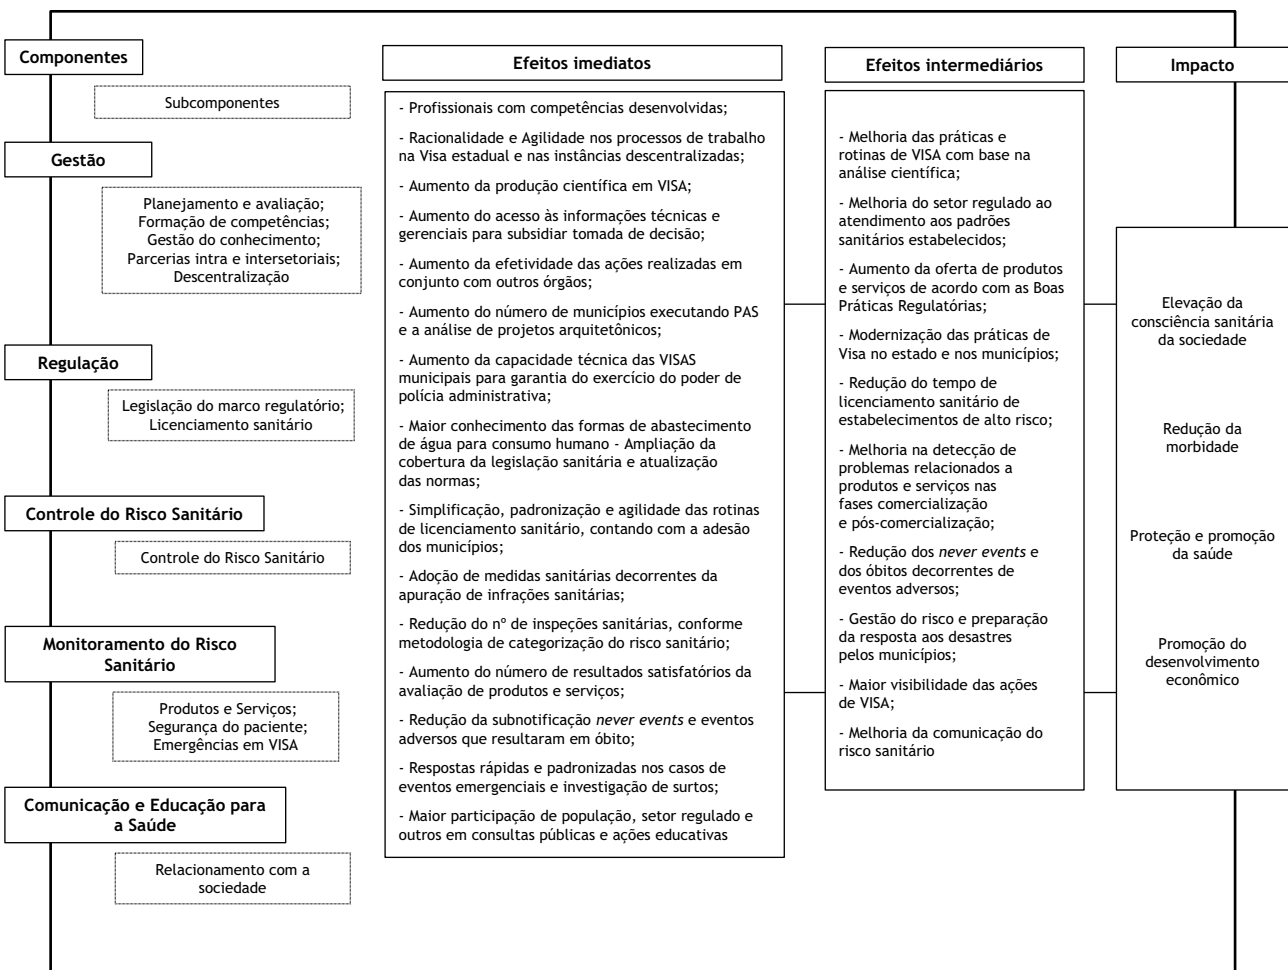 Componentes
Subcomponentes
Gestão
Planejamento e avaliação;
Formação de competências;
Gestão do conhecimento;
Parcerias intra e intersetoriais;
Descentralização
Regulação
Legislação do marco regulatório;
Licenciamento sanitário
Controle do Risco Sanitário
Controle do Risco Sanitário
Monitoramento do Risco
Sanitário
Produtos e Serviços;
Segurança do paciente;
Emergências em VISA
Comunicação e Educação para
a Saúde
Relacionamento com a
sociedade
Efeitos imediatos
- Profissionais com competências desenvolvidas;
- Racionalidade e Agilidade nos processos de trabalho
na Visa estadual e nas instâncias descentralizadas;
- Aumento da produção científica em VISA;
- Aumento do acesso às informações técnicas e
gerenciais para subsidiar tomada de decisão;
- Aumento da efetividade das ações realizadas em
conjunto com outros órgãos;
- Aumento do número de municípios executando PAS
e a análise de projetos arquitetônicos;
- Aumento da capacidade técnica das VISAS
municipais para garantia do exercício do poder de
polícia administrativa;
- Maior conhecimento das formas de abastecimento
de água para consumo humano - Ampliação da
cobertura da legislação sanitária e atualização
das normas;
- Simplificação, padronização e agilidade das rotinas
de licenciamento sanitário, contando com a adesão
dos municípios;
- Adoção de medidas sanitárias decorrentes da
apuração de infrações sanitárias;
- Redução do nº de inspeções sanitárias, conforme
metodologia de categorização do risco sanitário;
- Aumento do número de resultados satisfatórios da
avaliação de produtos e serviços;
- Redução da subnotificação never events e eventos
adversos que resultaram em óbito;
- Respostas rápidas e padronizadas nos casos de
eventos emergenciais e investigação de surtos;
- Maior participação de população, setor regulado e
outros em consultas públicas e ações educativas
Efeitos intermediários
- Melhoria das práticas e
rotinas de VISA com base na
análise científica;
- Melhoria do setor regulado ao
atendimento aos padrões
sanitários estabelecidos;
- Aumento da oferta de produtos
e serviços de acordo com as Boas
Práticas Regulatórias;
- Modernização das práticas de
Visa no estado e nos municípios;
- Redução do tempo de
licenciamento sanitário de
estabelecimentos de alto risco;
- Melhoria na detecção de
problemas relacionados a
produtos e serviços nas
fases comercialização
e pós-comercialização;
- Redução dos never events e
dos óbitos decorrentes de
eventos adversos;
- Gestão do risco e preparação
da resposta aos desastres
pelos municípios;
- Maior visibilidade das ações
de VISA;
- Melhoria da comunicação do
risco sanitário
Impacto
Elevação da
consciência sanitária
da sociedade
Redução da
morbidade
Proteção e promoção
da saúde
Promoção do
desenvolvimento
econômico